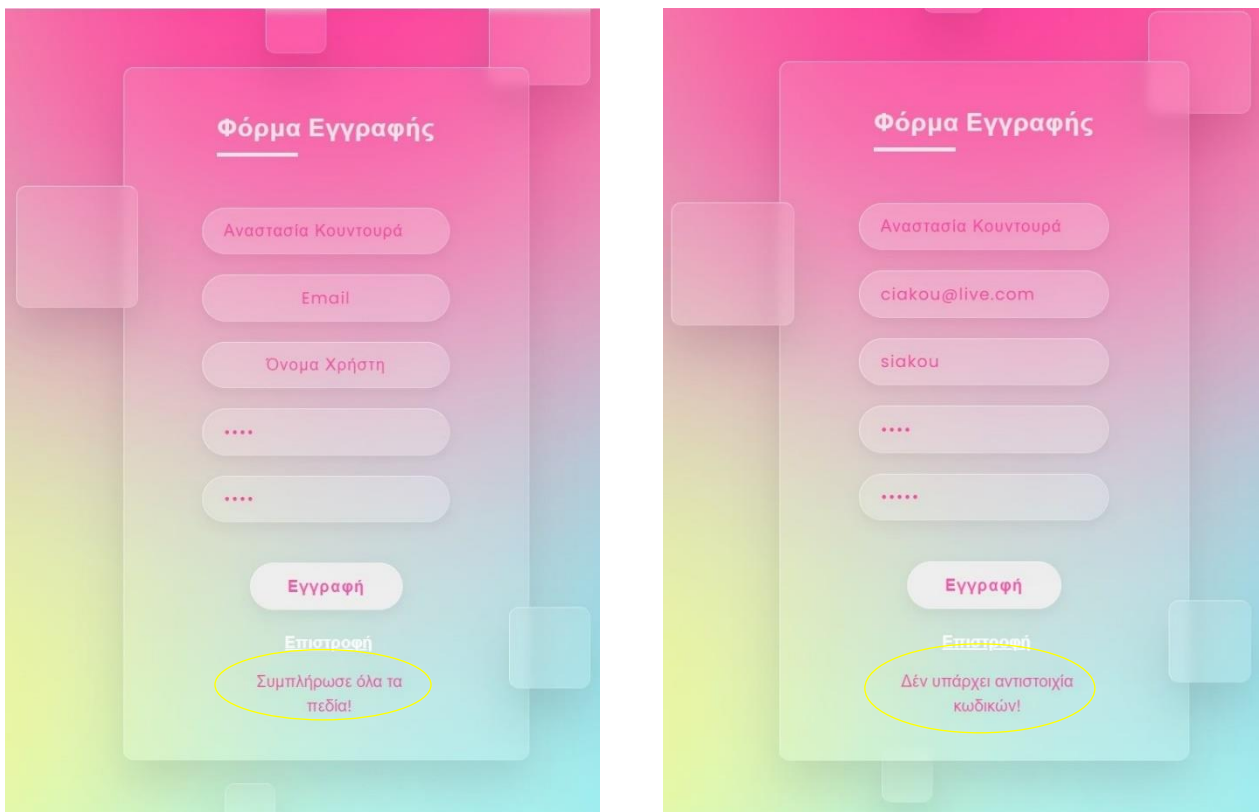 Φόρμα Εγγραφής
Αναστασία Κουντουρά
Email
Όνομα Χρήστη
••••
••••
Εγγραφή
Επιστροφή
Συμπλήρωσε όλα τα
πεδία!
Φόρμα Εγγραφής
Αναστασία Κουντουρά
ciakou@live.com
siakou
••••
•••••
Εγγραφή
Επιστροφή
Δέν υπάρχει αντιστοιχία
κωδικών!